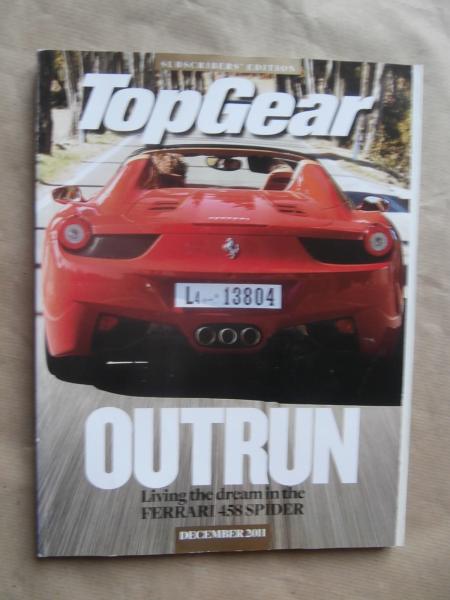 SUBSCRIBERS' EDITION
TopGear
L4 13804
OUTRUN
Living the dream in the
FERRARI 458 SPIDER
DECEMBER 2011